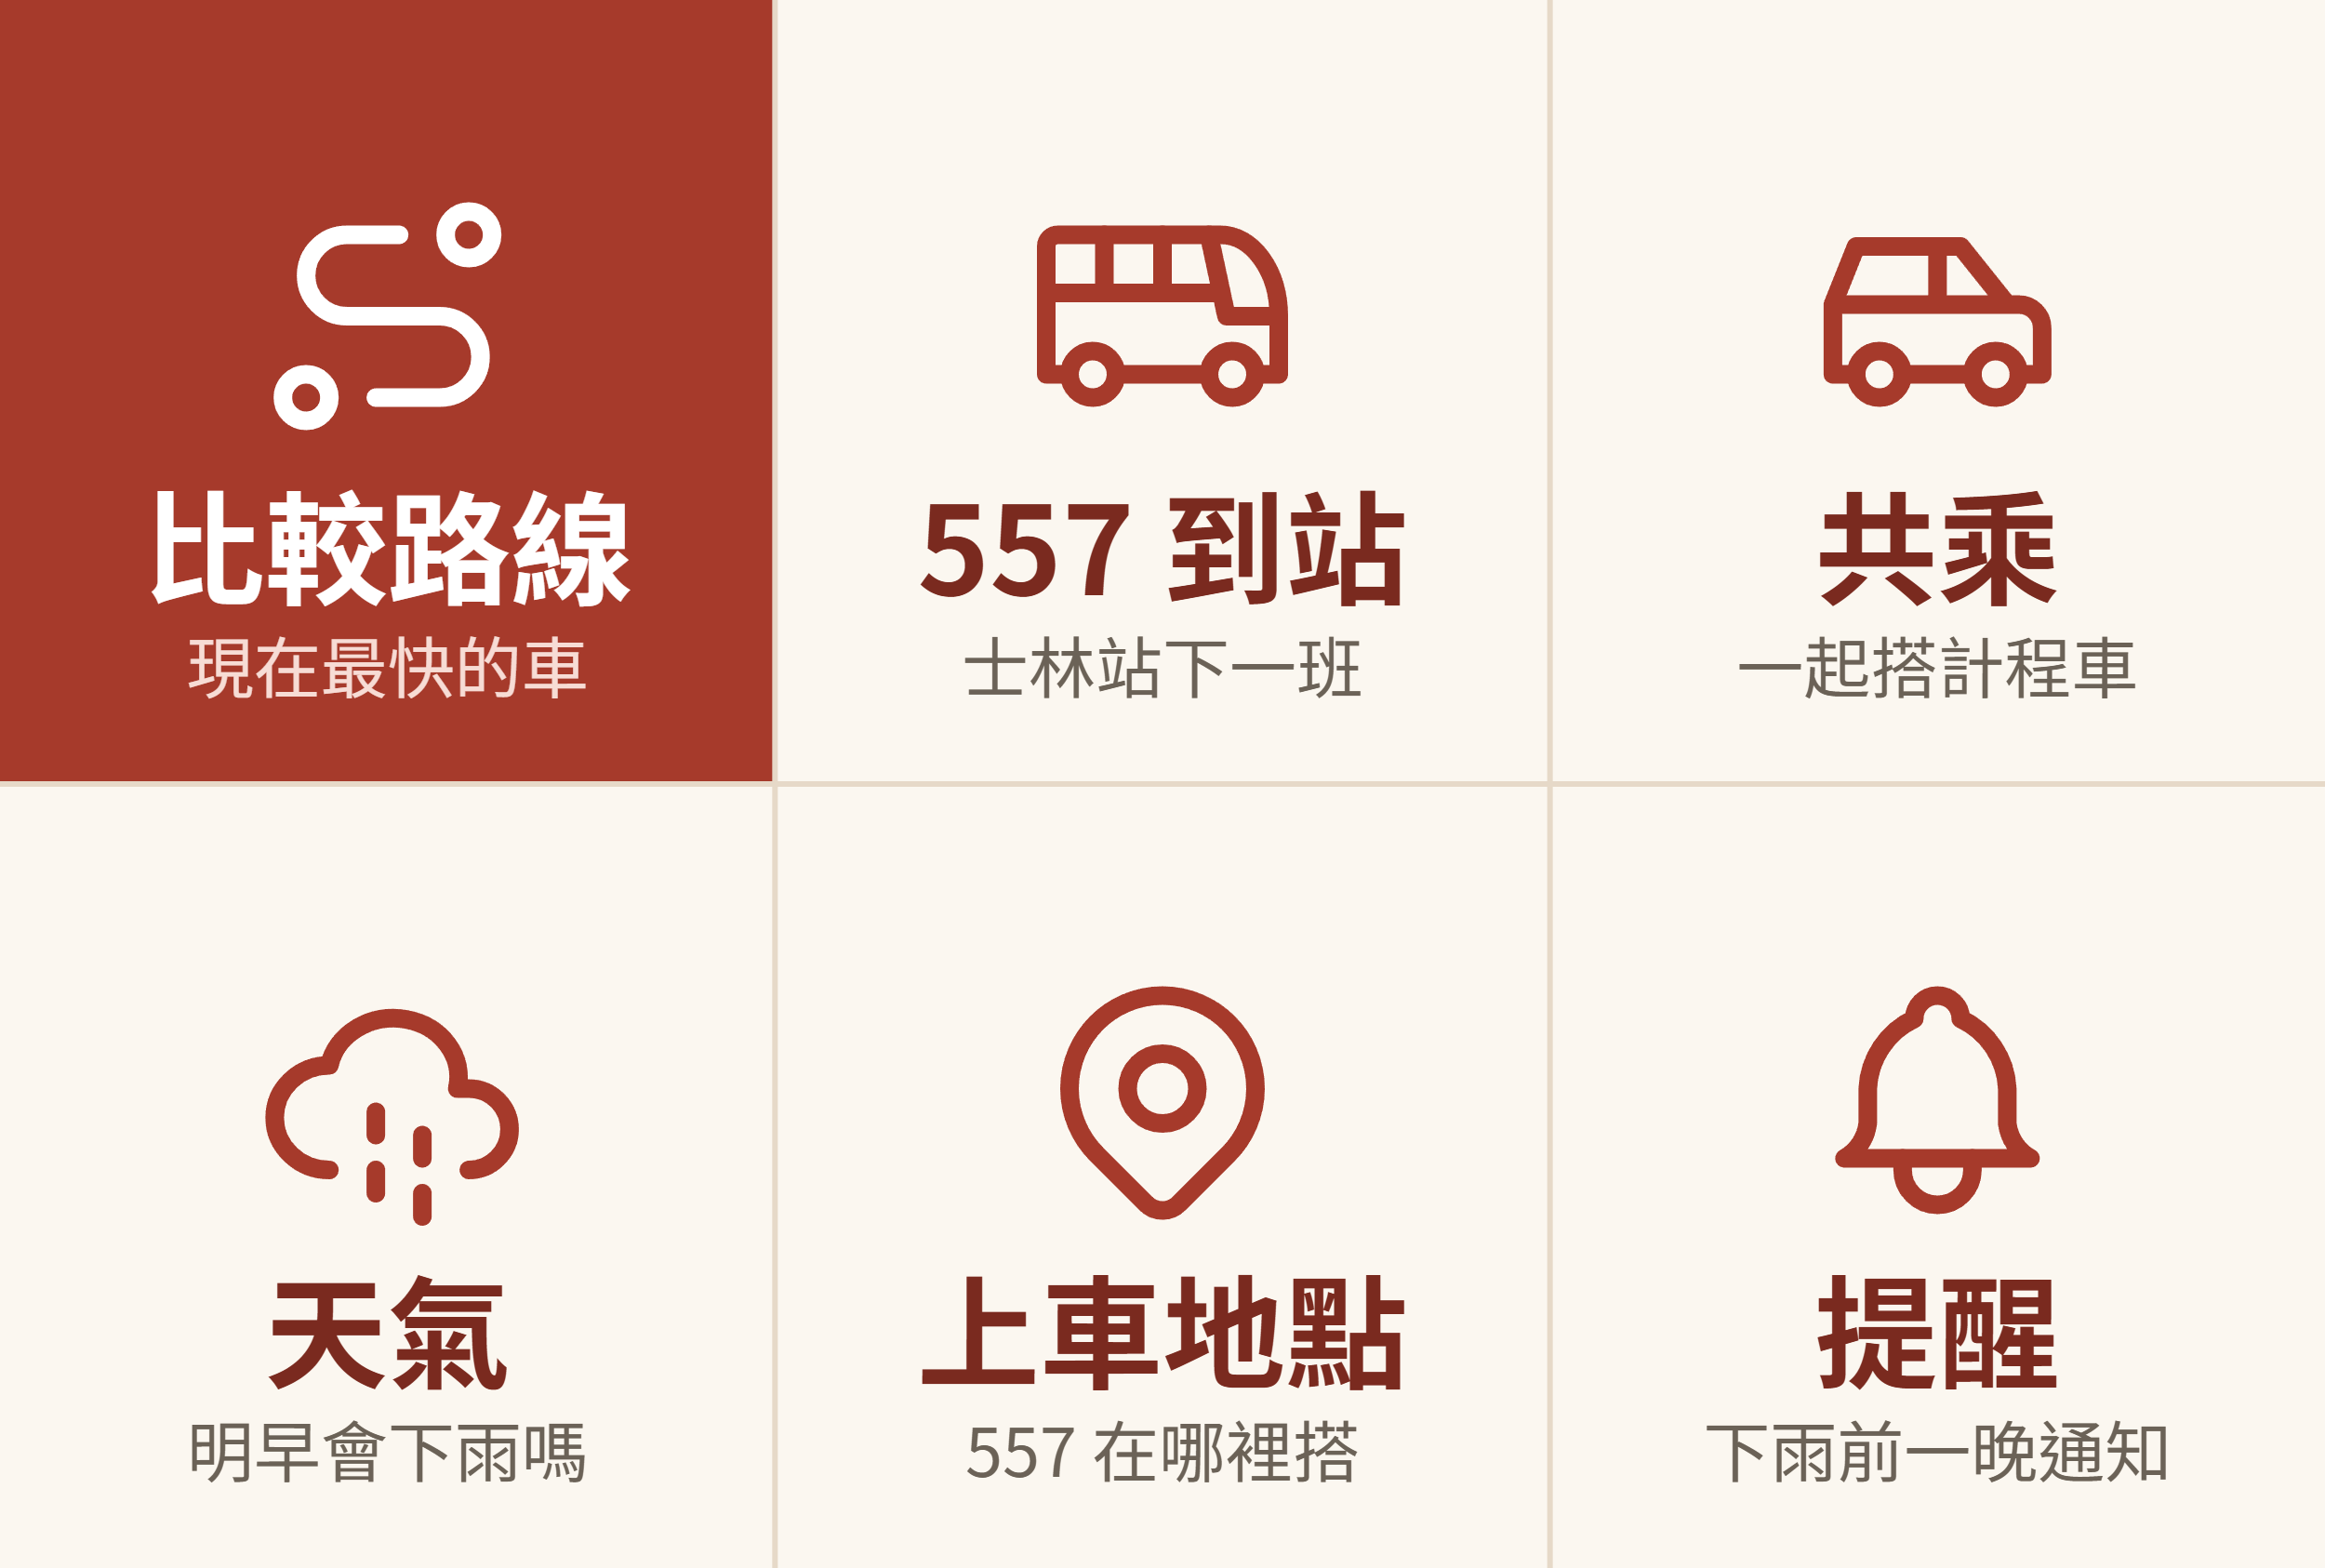 比較路線
現在最快的車
557 到站
士林站下一班
共乘
一起搭計程車
天氣
明早會下雨嗎
上車地點
557 在哪裡搭
提醒
下雨前一晚通知